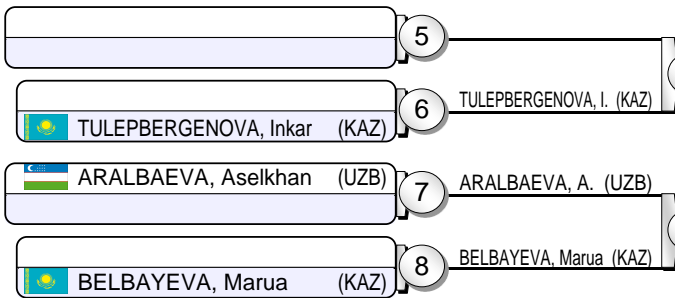 5
TULEPBERGENOVA, Inkar (KAZ)
6
TULEPBERGENOVA, I. (KAZ)
ARALBAEVA, Aselkhan (UZB)
7
ARALBAEVA, A. (UZB)
BELBAYEVA, Marua (KAZ)
8
BELBAYEVA, Marua (KAZ)